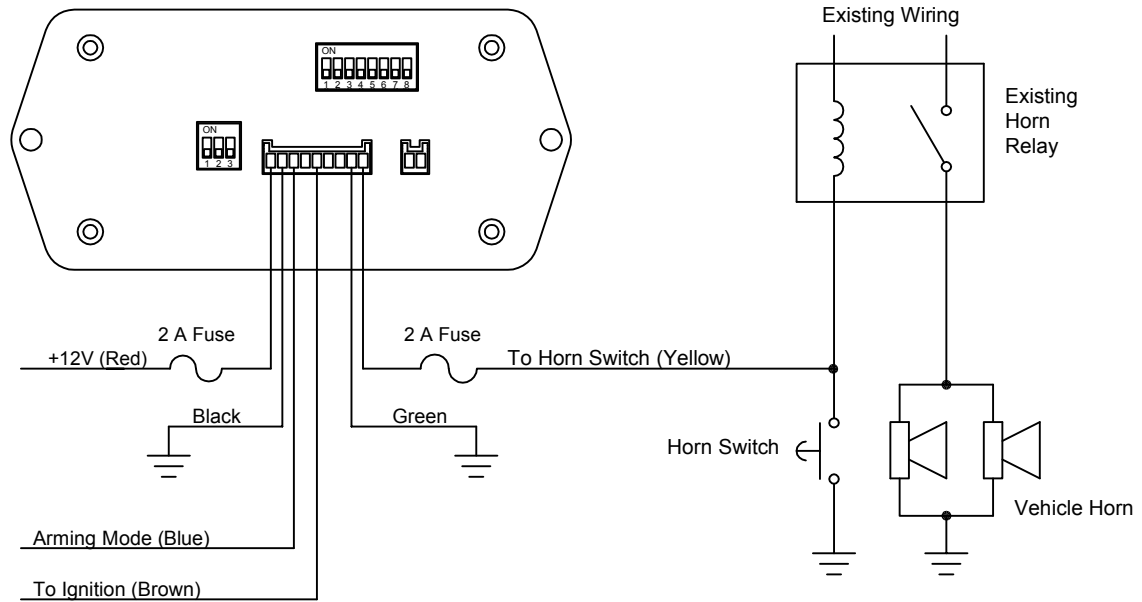 Existing Wiring
ON
1 2 3 4 5 6 7 8
Existing
Horn
Relay
ON
1 2 3
2 A Fuse
2 A Fuse
+12V (Red)
To Horn Switch (Yellow)
Black
Green
Horn Switch
Vehicle Horn
Arming Mode (Blue)
To Ignition (Brown)